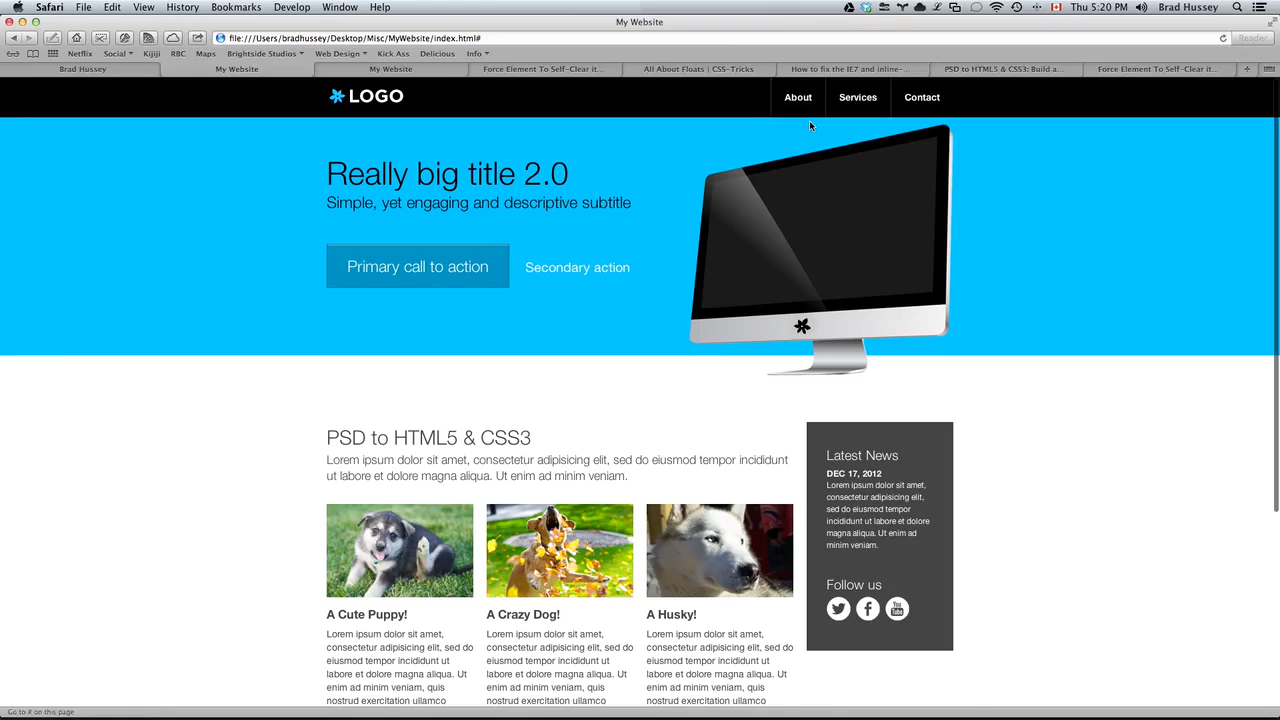 Safari File Edit View History Bookmarks Develop Window Help Thu 5:20 PM Brad Hussey
My Website
file:///Users/bradhussey/Desktop/Misc/MyWebsite/index.html# Reader
Netflix Social Kijiji RBC Maps Brightside Studios Web Design KissAsh Delicious Info
Brad Hussey My Website My Website Force Element To Self-Clear it... All About Floats | CSS-Tricks How to fix the IE7 and inline-... PSD to HTML5 & CSS3: Build a... Force Element To Self-Clear it...
LOGO About Services Contact
Really big title 2.0
Simple, yet engaging and descriptive subtitle
Primary call to action Secondary action
PSD to HTML5 & CSS3
Lorem ipsum dolor sit amet, consectetur adipisicing elit, sed do eiusmod tempor incididunt
ut labore et dolore magna aliqua. Ut enim ad minim veniam.
A Cute Puppy!
Lorem ipsum dolor sit amet,
consectetur adipisicing elit, sed do
eiusmod tempor incididunt ut
labore et dolore magna aliqua. Ut
enim ad minim veniam, quis
nostrud exercitation ullamco
A Crazy Dog!
Lorem ipsum dolor sit amet,
consectetur adipisicing elit, sed do
eiusmod tempor incididunt ut
labore et dolore magna aliqua. Ut
enim ad minim veniam, quis
nostrud exercitation ullamco
A Husky!
Lorem ipsum dolor sit amet,
consectetur adipisicing elit, sed do
eiusmod tempor incididunt ut
labore et dolore magna aliqua. Ut
enim ad minim veniam, quis
nostrud exercitation ullamco
Latest News
DEC 17, 2012
Lorem ipsum dolor sit amet,
consectetur adipisicing elit,
sed do eiusmod tempor
incididunt ut labore et dolore
magna aliqua. Ut enim ad
minim veniam.
Follow us
You
Tube
Go to # on this page